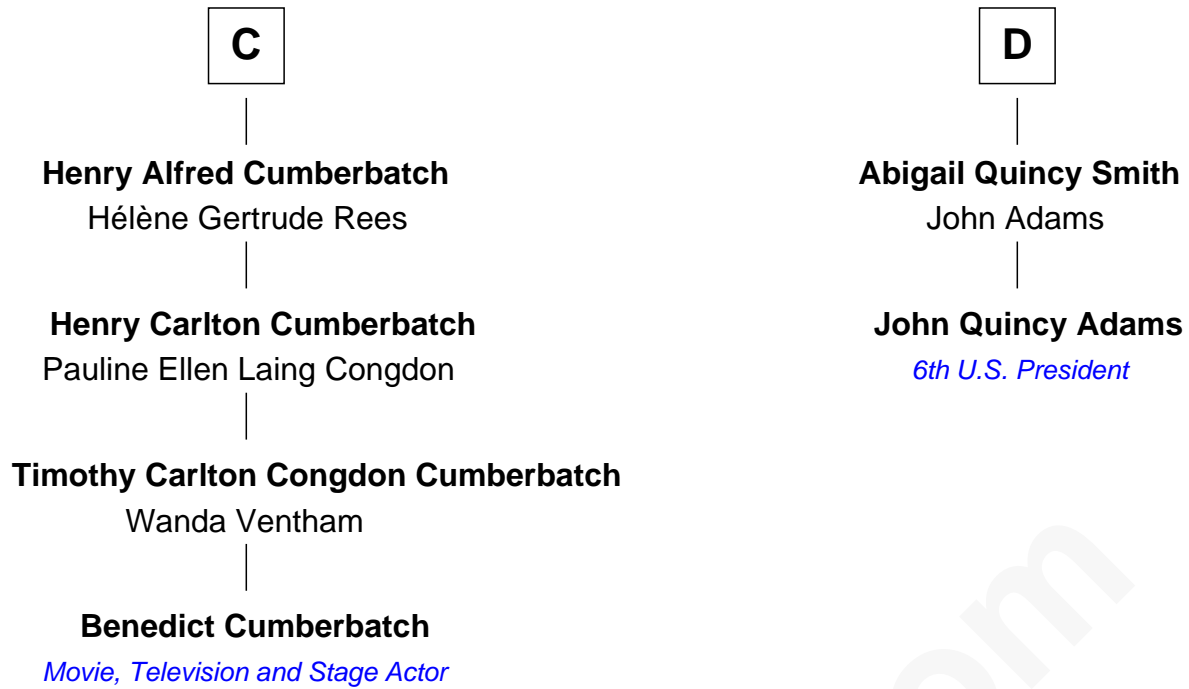 C
Henry Alfred Cumberbatch
Hélène Gertrude Rees
Henry Carlton Cumberbatch
Pauline Ellen Laing Congdon
Timothy Carlton Congdon Cumberbatch
Wanda Ventham
Benedict Cumberbatch
Movie, Television and Stage Actor
D
Abigail Quincy Smith
John Adams
John Quincy Adams
6th U.S. President
om